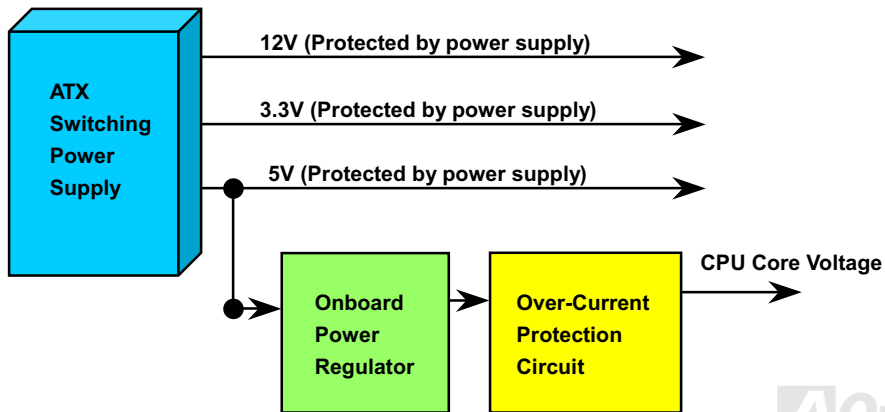 12V (Protected by power supply)
ATX
Switching
Power
Supply
3.3V (Protected by power supply)
5V (Protected by power supply)
CPU Core Voltage
Onboard
Power
Regulator
Over-Current
Protection
Circuit